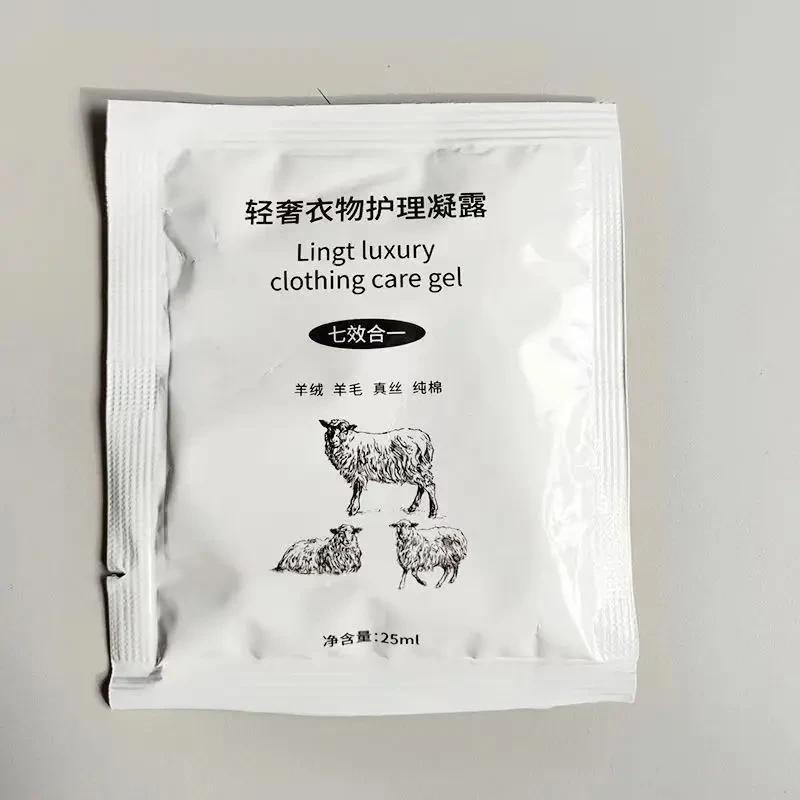 轻奢衣物护理凝露
Lingt luxury
clothing care gel
七效合一
羊绒 羊毛 真丝 纯棉
净含量:25ml